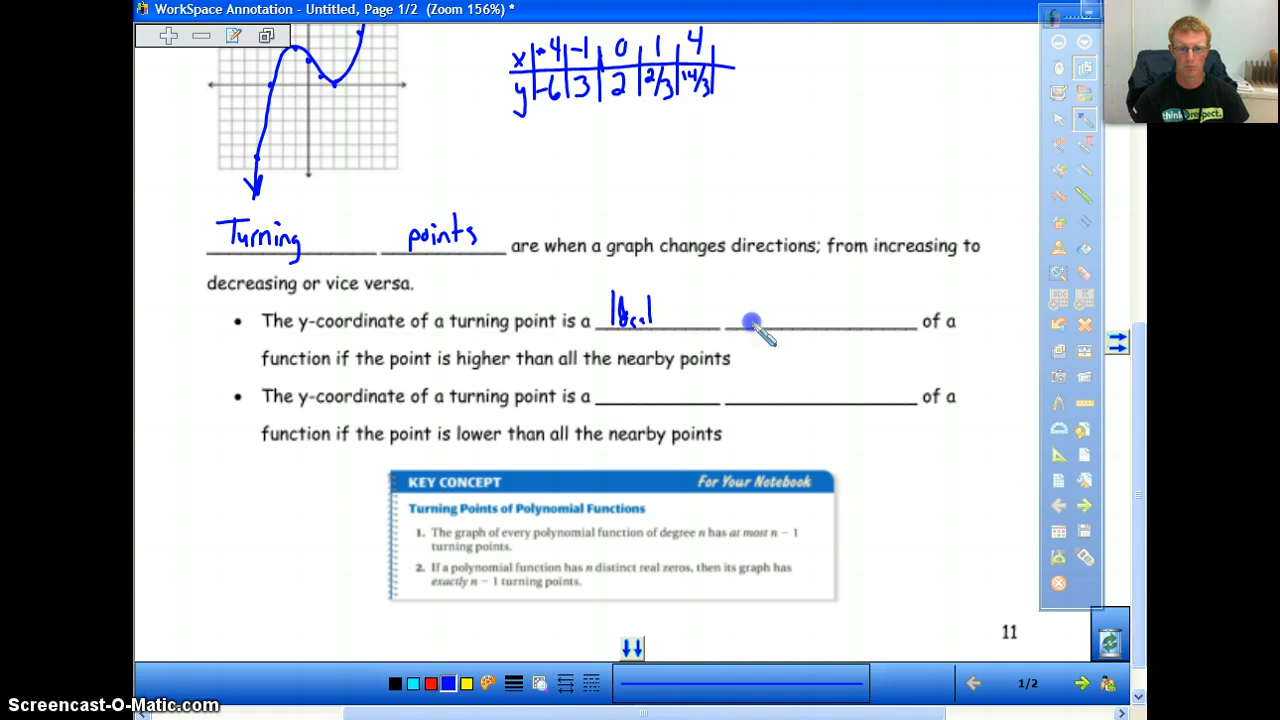 WorkSpace Annotation - Untitled, Page 1/2 (Zoom 156%) *
x -4 -1 0 1 4
y -6 3 2 2/3 14/3
think respect.
Turning points are when a graph changes directions; from increasing to
decreasing or vice versa.
• The y-coordinate of a turning point is a local of a
function if the point is higher than all the nearby points
• The y-coordinate of a turning point is a of a
function if the point is lower than all the nearby points
KEY CONCEPT For Your Notebook
Turning Points of Polynomial Functions
1. The graph of every polynomial function of degree n has at most n − 1
turning points.
2. If a polynomial function has n distinct real zeros, then its graph has
exactly n − 1 turning points.
11
1/2
Screencast-O-Matic.com